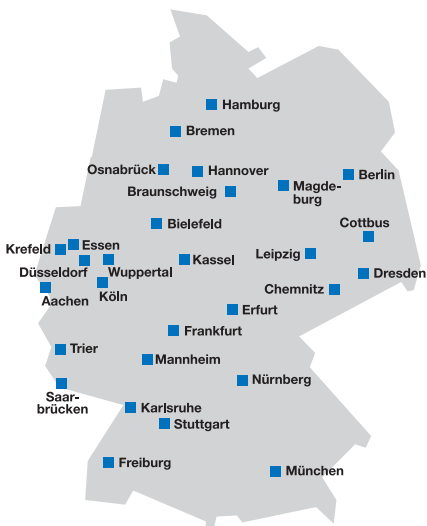 Hamburg
Bremen
Osnabrück
Hannover
Berlin
Braunschweig
Magde-
burg
Bielefeld
Cottbus
Krefeld
Essen
Kassel
Leipzig
Düsseldorf
Wuppertal
Dresden
Aachen
Köln
Chemnitz
Erfurt
Frankfurt
Trier
Mannheim
Nürnberg
Saar-
brücken
Karlsruhe
Stuttgart
Freiburg
München